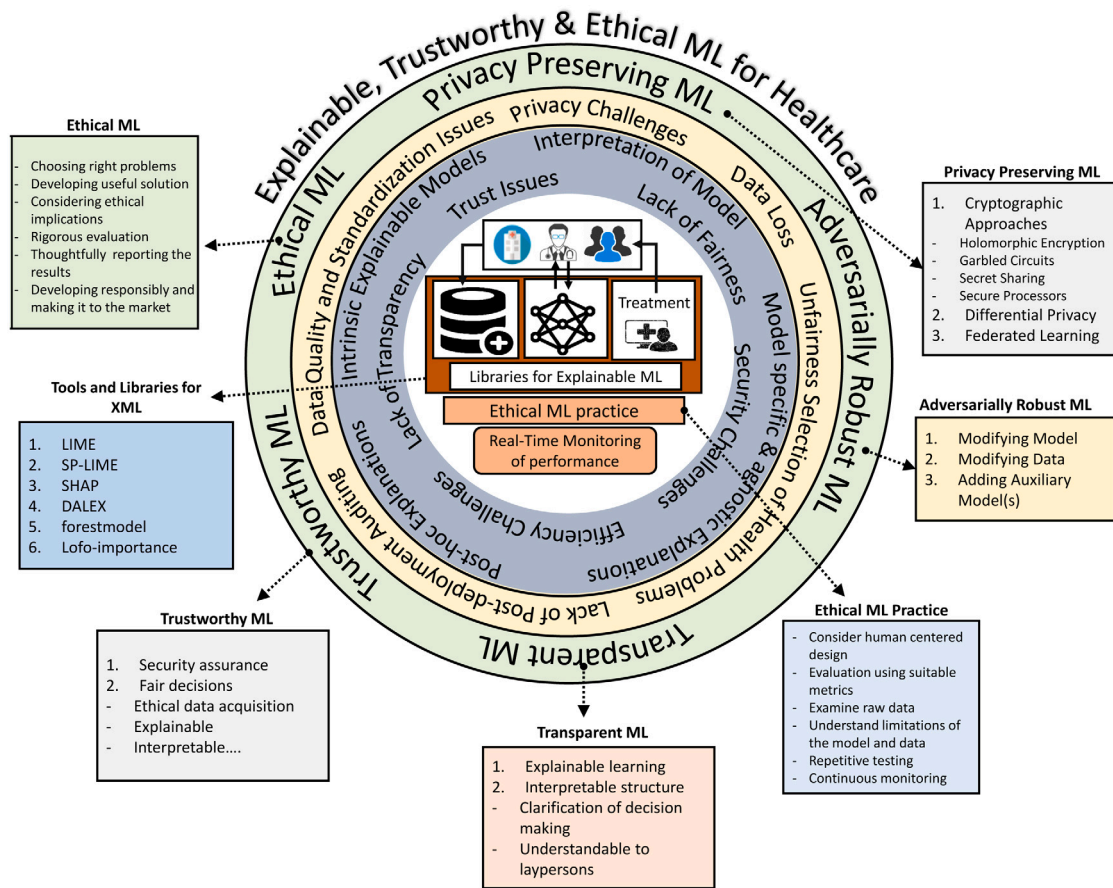 Explainable, Trustworthy & Ethical ML for Healthcare
Privacy Preserving ML
Adversarially Robust ML
Transparent ML
Trustworthy ML
Ethical ML
Privacy Challenges
Data Loss
Unfairness Selection of Health Problems
Lack of Post-deployment Auditing
Data Quality and Standardization Issues
Interpretation of Model
Model specific & agnostic Explanations
Post-hoc Explanations
Intrinsic Explainable Models
Trust Issues
Lack of Fairness
Security Challenges
Efficiency Challenges
Lack of Transparency
Treatment
Libraries for Explainable ML
Ethical ML practice
Real-Time Monitoring
of performance
Ethical ML
- Choosing right problems
- Developing useful solution
- Considering ethical
implications
- Rigorous evaluation
- Thoughtfully reporting the
results
- Developing responsibly and
making it to the market
Tools and Libraries for
XML
1. LIME
2. SP-LIME
3. SHAP
4. DALEX
5. forestmodel
6. Lofo-importance
Trustworthy ML
1. Security assurance
2. Fair decisions
- Ethical data acquisition
- Explainable
- Interpretable....
Transparent ML
1. Explainable learning
2. Interpretable structure
- Clarification of decision
making
- Understandable to
laypersons
Privacy Preserving ML
1. Cryptographic
Approaches
- Holomorphic Encryption
- Garbled Circuits
- Secret Sharing
- Secure Processors
2. Differential Privacy
3. Federated Learning
Adversarially Robust ML
1. Modifying Model
2. Modifying Data
3. Adding Auxiliary
Model(s)
Ethical ML Practice
- Consider human centered
design
- Evaluation using suitable
metrics
- Examine raw data
- Understand limitations of
the model and data
- Repetitive testing
- Continuous monitoring